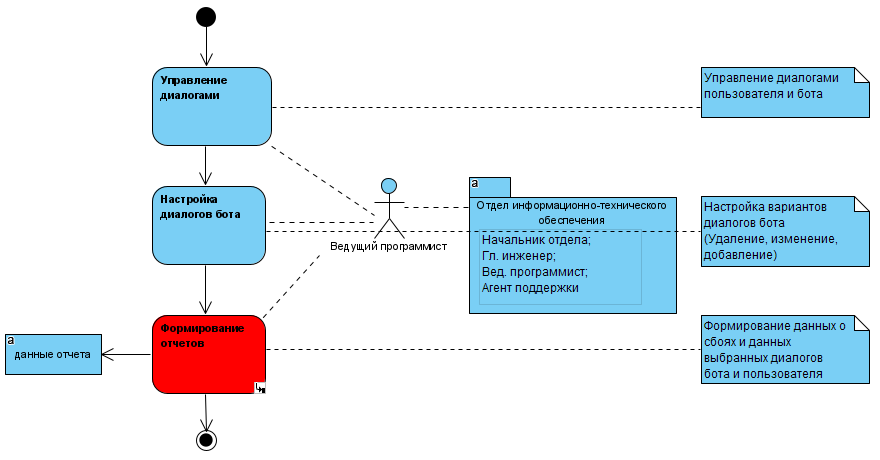 Управление
диалогами
Управление диалогами
пользователя и бота
а
Отдел информационно-технического
обеспечения
Начальник отдела;
Гл. инженер;
Вед. программист;
Агент поддержки
Настройка
диалогов бота
Ведущий программист
Настройка вариантов
диалогов бота
(Удаление, изменение,
добавление)
Формирование
отчетов
а
данные отчета
Формирование данных о
сбоях и данных
выбранных диалогов
бота и пользователя